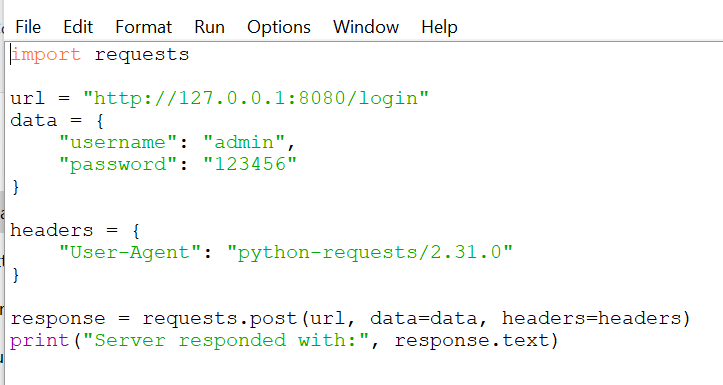 File Edit Format Run Options Window Help
import requests
url = "http://127.0.0.1:8080/login"
data = {
    "username": "admin",
    "password": "123456"
}
headers = {
    "User-Agent": "python-requests/2.31.0"
}
response = requests.post(url, data=data, headers=headers)
print("Server responded with:", response.text)